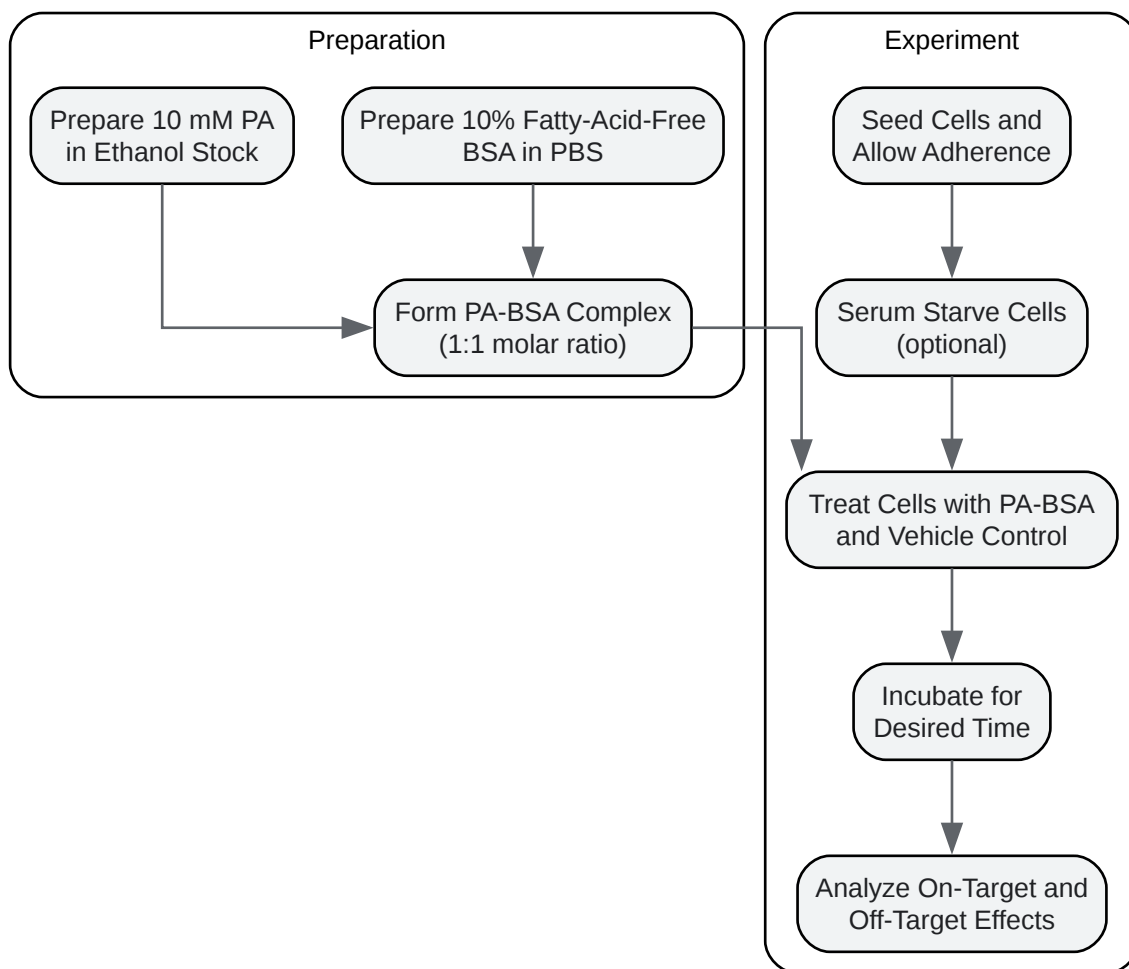 Preparation
Prepare 10 mM PA
in Ethanol Stock
Prepare 10% Fatty-Acid-Free
BSA in PBS
Form PA-BSA Complex
(1:1 molar ratio)
Experiment
Seed Cells and
Allow Adherence
Serum Starve Cells
(optional)
Treat Cells with PA-BSA
and Vehicle Control
Incubate for
Desired Time
Analyze On-Target and
Off-Target Effects